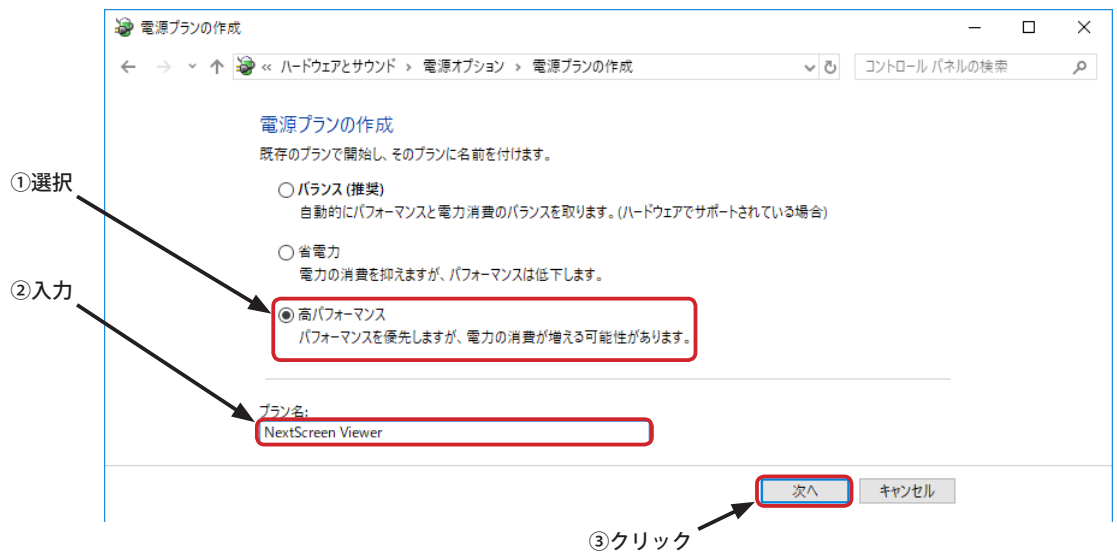 電源プランの作成
« ハードウェアとサウンド › 電源オプション › 電源プランの作成
コントロール パネルの検索
電源プランの作成
既存のプランで開始し、そのプランに名前を付けます。
①選択
バランス (推奨)
自動的にパフォーマンスと電力消費のバランスを取ります。(ハードウェアでサポートされている場合)
省電力
電力の消費を抑えますが、パフォーマンスは低下します。
②入力
高パフォーマンス
パフォーマンスを優先しますが、電力の消費が増える可能性があります。
プラン名:
NextScreen Viewer
次へ
キャンセル
③クリック